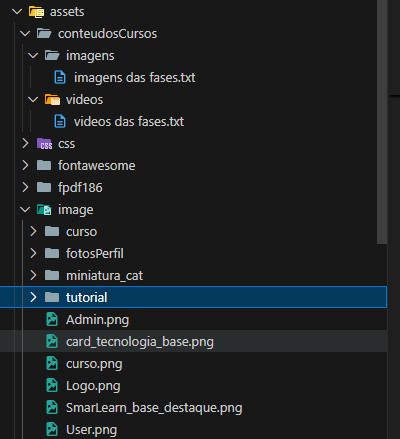 assets
conteudosCursos
imagens
imagens das fases.txt
videos
videos das fases.txt
css
fontawesome
fpdf186
image
curso
fotosPerfil
miniatura_cat
tutorial
Admin.png
card_tecnologia_base.png
curso.png
Logo.png
SmarLearn_base_destaque.png
User.png